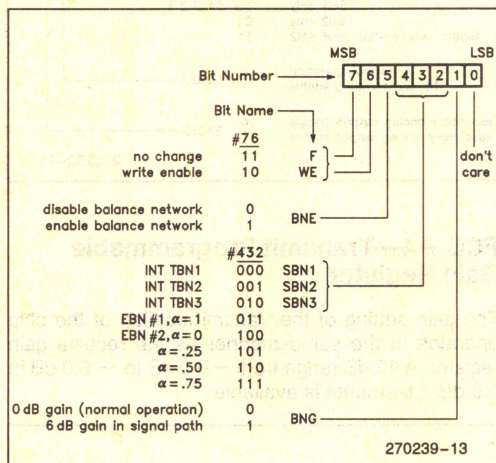 MSB LSB
Bit Number 7 6 5 4 3 2 1 0
Bit Name
#76
no change 11 F
write enable 10 WE
don't care
disable balance network 0
enable balance network 1
BNE
#432
INT TBN1 000 SBN1
INT TBN2 001 SBN2
INT TBN3 010 SBN3
EBN #1, α=1 011
EBN #2, α=0 100
α=.25 101
α=.50 110
α=.75 111
0 dB gain (normal operation) 0
6 dB gain in signal path 1
BNG
270239-13